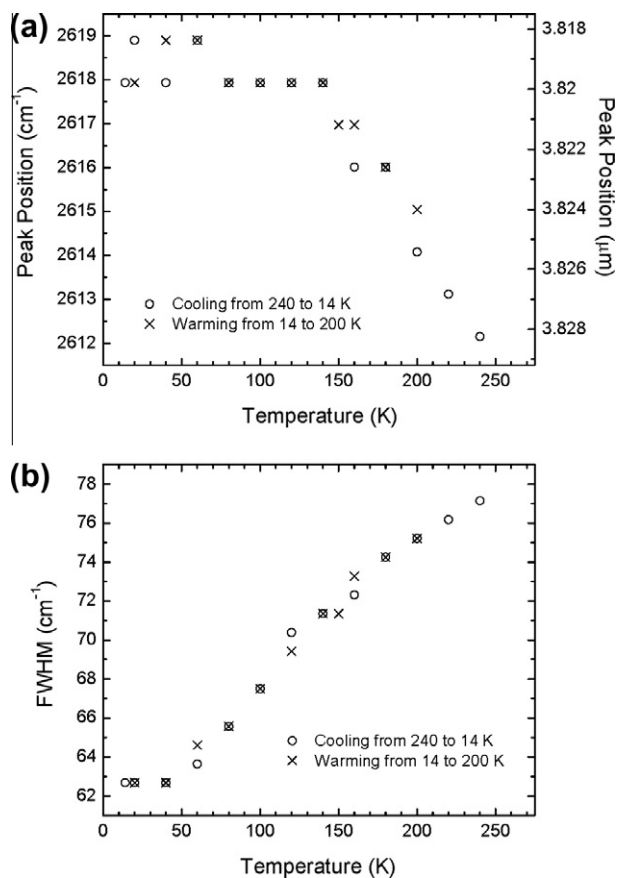 (a)
2619
2618
2617
2616
2615
2614
2613
2612
Peak Position (cm⁻¹)
3.818
3.82
3.822
3.824
3.826
3.828
Peak Position (μm)
Cooling from 240 to 14 K
Warming from 14 to 200 K
0 50 100 150 200 250
Temperature (K)
(b)
78
76
74
72
70
68
66
64
62
FWHM (cm⁻¹)
Cooling from 240 to 14 K
Warming from 14 to 200 K
0 50 100 150 200 250
Temperature (K)